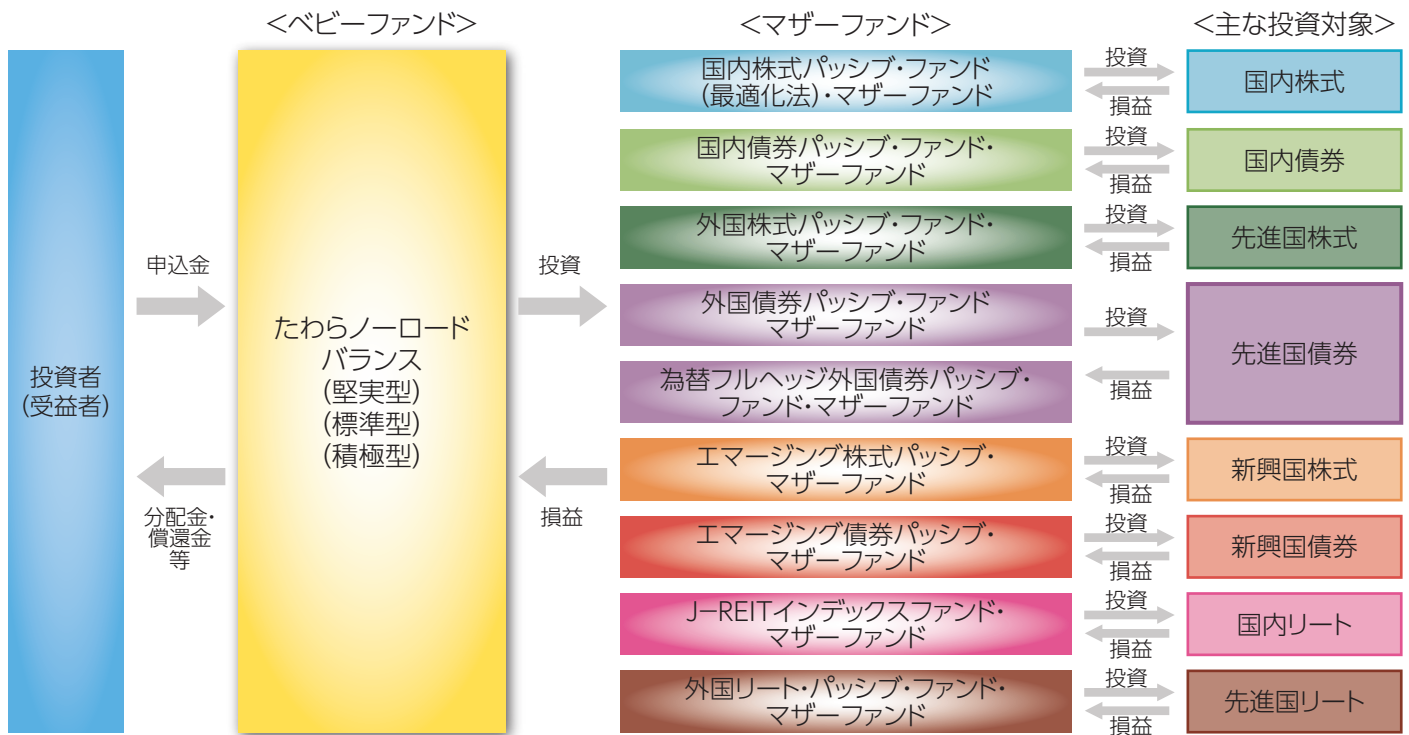 <ベビーファンド>
<マザーファンド>
<主な投資対象>
投資者
(受益者)
申込金
分配金・
償還金
等
たわらノーロード
バランス
(堅実型)
(標準型)
(積極型)
投資
損益
国内株式パッシブ・ファンド
(最適化法)・マザーファンド
投資
損益
国内株式
国内債券パッシブ・ファンド・
マザーファンド
投資
損益
国内債券
外国株式パッシブ・ファンド・
マザーファンド
投資
損益
先進国株式
外国債券パッシブ・ファンド
マザーファンド
為替フルヘッジ外国債券パッシブ・
ファンド・マザーファンド
投資
損益
先進国債券
エマージング株式パッシブ・
マザーファンド
投資
損益
新興国株式
エマージング債券パッシブ・
マザーファンド
投資
損益
新興国債券
J−REITインデックスファンド・
マザーファンド
投資
損益
国内リート
外国リート・パッシブ・ファンド・
マザーファンド
投資
損益
先進国リート